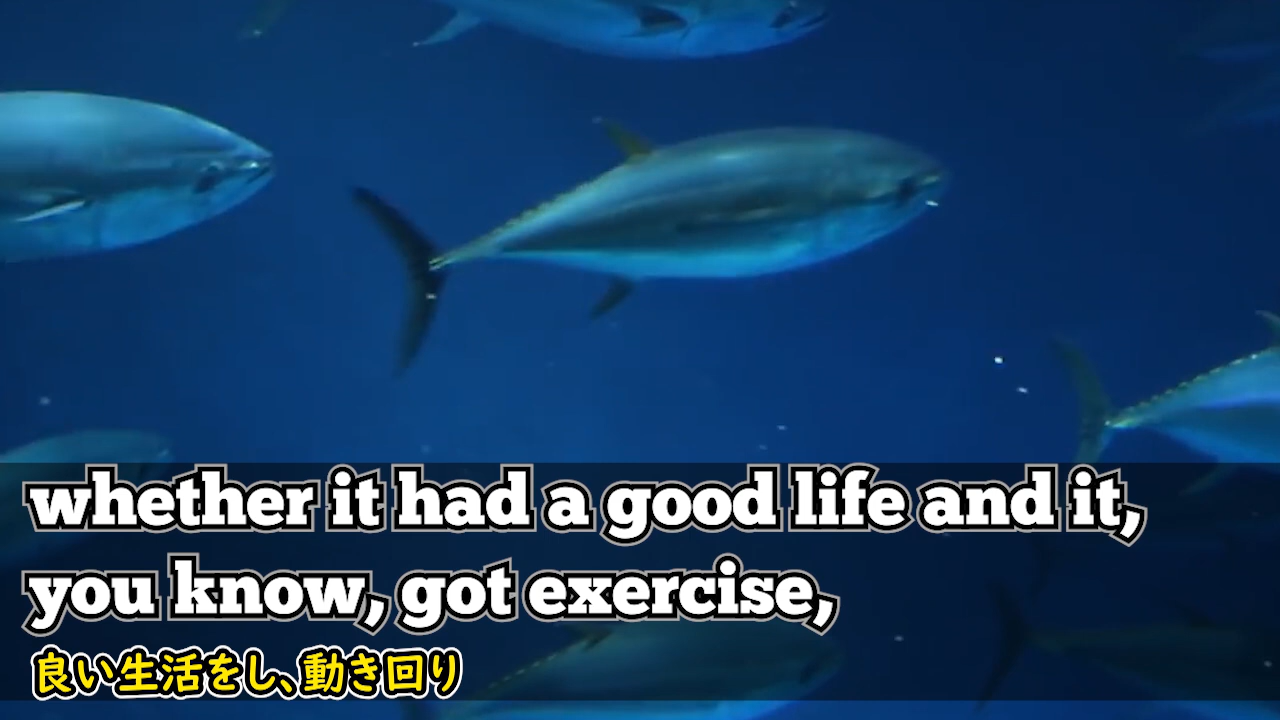 whether it had a good life and it,
you know, got exercise,
良い生活をし、動き回り